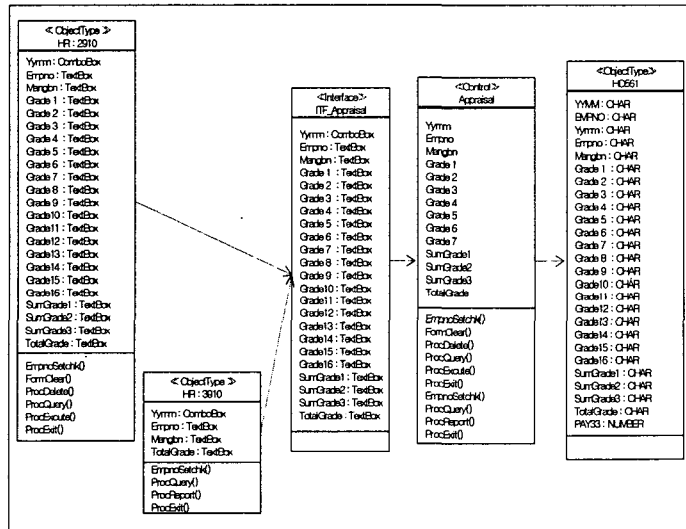 <<ObjectType>>
HR : 2910
Yymm : ComboBox
Empno : TextBox
Mangbn : TextBox
Grade 1 : TextBox
Grade 2 : TextBox
Grade 3 : TextBox
Grade 4 : TextBox
Grade 5 : TextBox
Grade 6 : TextBox
Grade 7 : TextBox
Grade 8 : TextBox
Grade 9 : TextBox
Grade10 : TextBox
Grade11 : TextBox
Grade12 : TextBox
Grade13 : TextBox
Grade14 : TextBox
Grade15 : TextBox
Grade16 : TextBox
SumGrade1 : TextBox
SumGrade2 : TextBox
SumGrade3 : TextBox
TotalGrade : TextBox
EmpnoSetchk()
FormClear()
ProcDelete()
ProcQuery()
ProcExcute()
ProcExit()
<<ObjectType>>
HR : 3910
Yymm : ComboBox
Empno : TextBox
Mangbn : TextBox
TotalGrade : TextBox
EmpnoSetchk()
ProcQuery()
ProcReport()
ProcExit()
<<Interface>>
ITF_Appraisal
Yymm : ComboBox
Empno : TextBox
Mangbn : TextBox
Grade 1 : TextBox
Grade 2 : TextBox
Grade 3 : TextBox
Grade 4 : TextBox
Grade 5 : TextBox
Grade 6 : TextBox
Grade 7 : TextBox
Grade 8 : TextBox
Grade 9 : TextBox
Grade10 : TextBox
Grade11 : TextBox
Grade12 : TextBox
Grade13 : TextBox
Grade14 : TextBox
Grade15 : TextBox
Grade16 : TextBox
SumGrade1 : TextBox
SumGrade2 : TextBox
SumGrade3 : TextBox
TotalGrade : TextBox
<<Control>>
Appraisal
Yymm
Empno
Mangbn
Grade 1
Grade 2
Grade 3
Grade 4
Grade 5
Grade 6
Grade 7
SumGrade1
SumGrade2
SumGrade3
TotalGrade
EmpnoSetchk()
FormClear()
ProcDelete()
ProcQuery()
ProcExcute()
ProcExit()
EmpnoSetchk()
ProcQuery()
ProcReport()
ProcExit()
<<ObjectType>>
HD561
YYMM : CHAR
EMPNO : CHAR
Yymm : CHAR
Empno : CHAR
Mangbn : CHAR
Grade 1 : CHAR
Grade 2 : CHAR
Grade 3 : CHAR
Grade 4 : CHAR
Grade 5 : CHAR
Grade 6 : CHAR
Grade 7 : CHAR
Grade 8 : CHAR
Grade 9 : CHAR
Grade10 : CHAR
Grade11 : CHAR
Grade12 : CHAR
Grade13 : CHAR
Grade14 : CHAR
Grade15 : CHAR
Grade16 : CHAR
SumGrade1 : CHAR
SumGrade2 : CHAR
SumGrade3 : CHAR
TotalGrade : CHAR
PAY33 : NUMBER